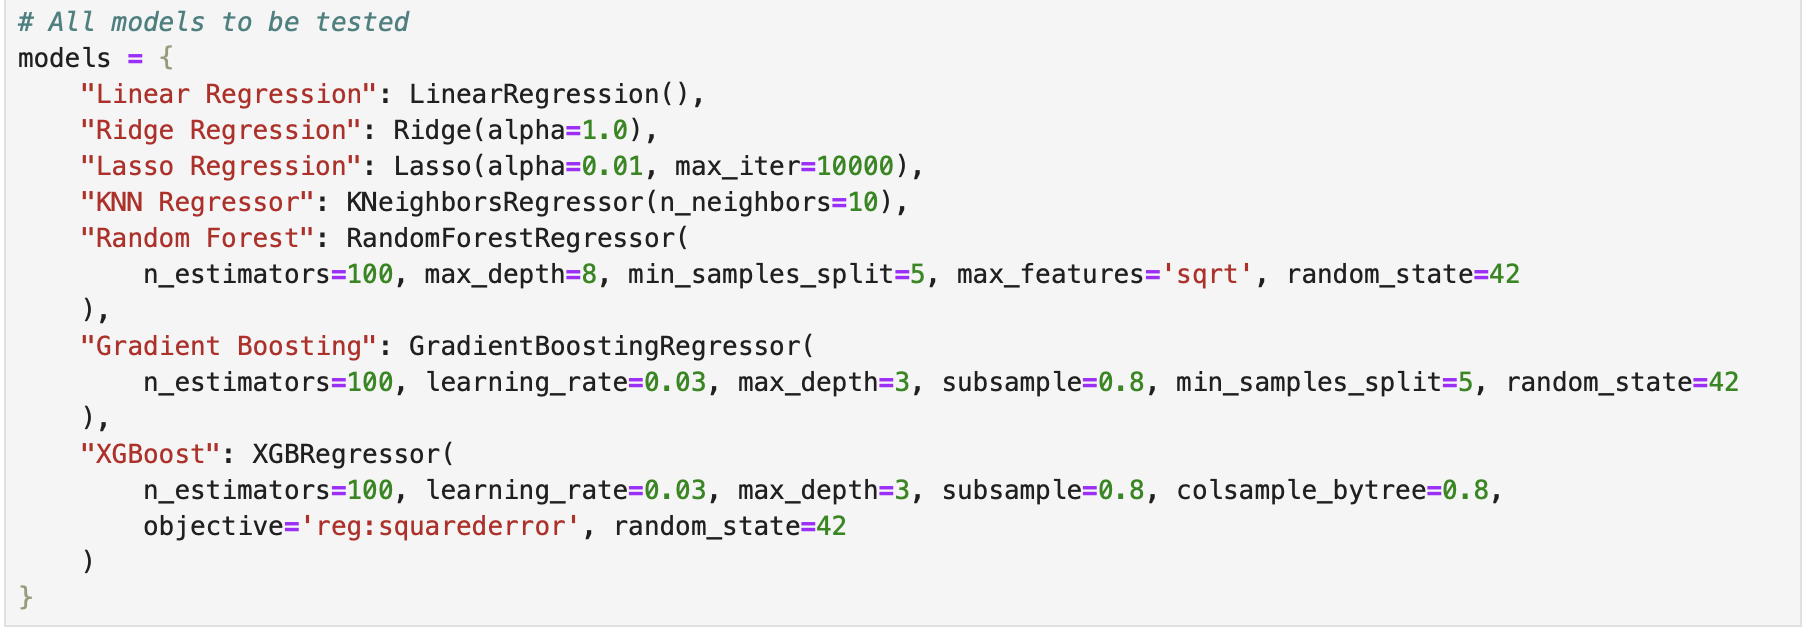 # All models to be tested
models = {
    "Linear Regression": LinearRegression(),
    "Ridge Regression": Ridge(alpha=1.0),
    "Lasso Regression": Lasso(alpha=0.01, max_iter=10000),
    "KNN Regressor": KNeighborsRegressor(n_neighbors=10),
    "Random Forest": RandomForestRegressor(
        n_estimators=100, max_depth=8, min_samples_split=5, max_features='sqrt', random_state=42
    ),
    "Gradient Boosting": GradientBoostingRegressor(
        n_estimators=100, learning_rate=0.03, max_depth=3, subsample=0.8, min_samples_split=5, random_state=42
    ),
    "XGBoost": XGBRegressor(
        n_estimators=100, learning_rate=0.03, max_depth=3, subsample=0.8, colsample_bytree=0.8,
        objective='reg:squarederror', random_state=42
    )
}